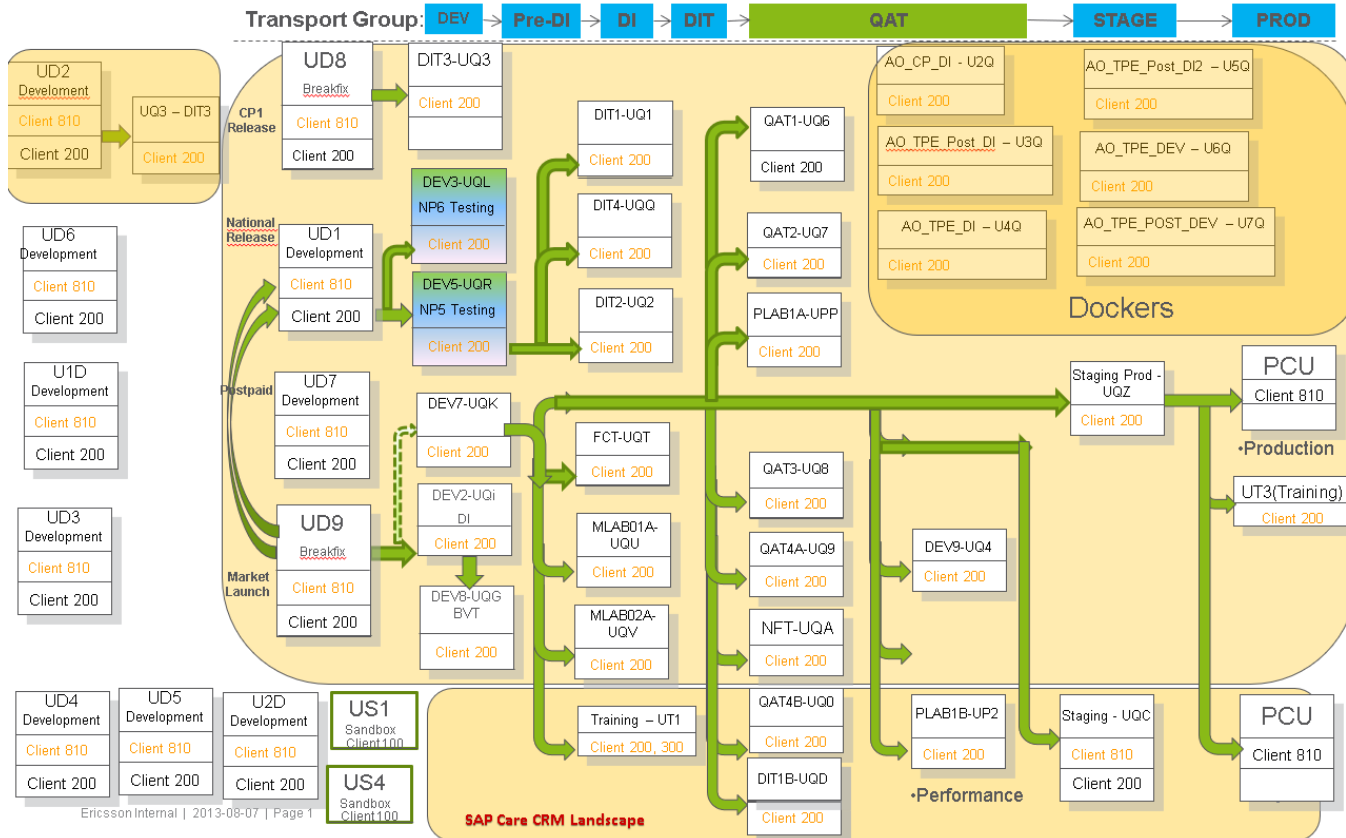 Transport Group:
DEV
Pre-DI
DI
DIT
QAT
STAGE
PROD
UD2
Develoment
Client 810
Client 200
UQ3 – DIT3
Client 200
CP1
Release
UD8
Breakfix
Client 810
Client 200
DIT3-UQ3
Client 200
DIT1-UQ1
Client 200
QAT1-UQ6
Client 200
AO_CP_DI - U2Q
Client 200
AO_TPE_Post_DI2 – U5Q
Client 200
AO_TPE_Post_DI – U3Q
Client 200
AO_TPE_DEV – U6Q
Client 200
AO_TPE_DI – U4Q
Client 200
AO_TPE_POST_DEV – U7Q
Client 200
Dockers
UD6
Development
Client 810
Client 200
National
Release
UD1
Development
Client 810
Client 200
DEV3-UQL
NP6 Testing
Client 200
DEV5-UQR
NP5 Testing
Client 200
DIT4-UQQ
Client 200
DIT2-UQ2
Client 200
QAT2-UQ7
Client 200
PLAB1A-UPP
Client 200
U1D
Development
Client 810
Client 200
Postpaid
UD7
Development
Client 810
Client 200
DEV7-UQK
Client 200
FCT-UQT
Client 200
QAT3-UQ8
Client 200
Staging Prod -
UQZ
Client 200
PCU
Client 810
•Production
UT3(Training)
Client 200
UD3
Development
Client 810
Client 200
Market
Launch
UD9
Breakfix
Client 810
Client 200
DEV2-UQi
DI
Client 200
DEV8-UQG
BVT
Client 200
MLAB01A-
UQU
Client 200
MLAB02A-
UQV
Client 200
QAT4A-UQ9
Client 200
NFT-UQA
Client 200
DEV9-UQ4
Client 200
UD4
Development
Client 810
Client 200
UD5
Development
Client 810
Client 200
U2D
Development
Client 810
Client 200
US1
Sandbox
Client100
US4
Sandbox
Client100
Training – UT1
Client 200, 300
QAT4B-UQ0
Client 200
DIT1B-UQD
Client 200
PLAB1B-UP2
Client 200
•Performance
Staging - UQC
Client 810
Client 200
PCU
Client 810
SAP Care CRM Landscape
Ericsson Internal | 2013-08-07 | Page 1